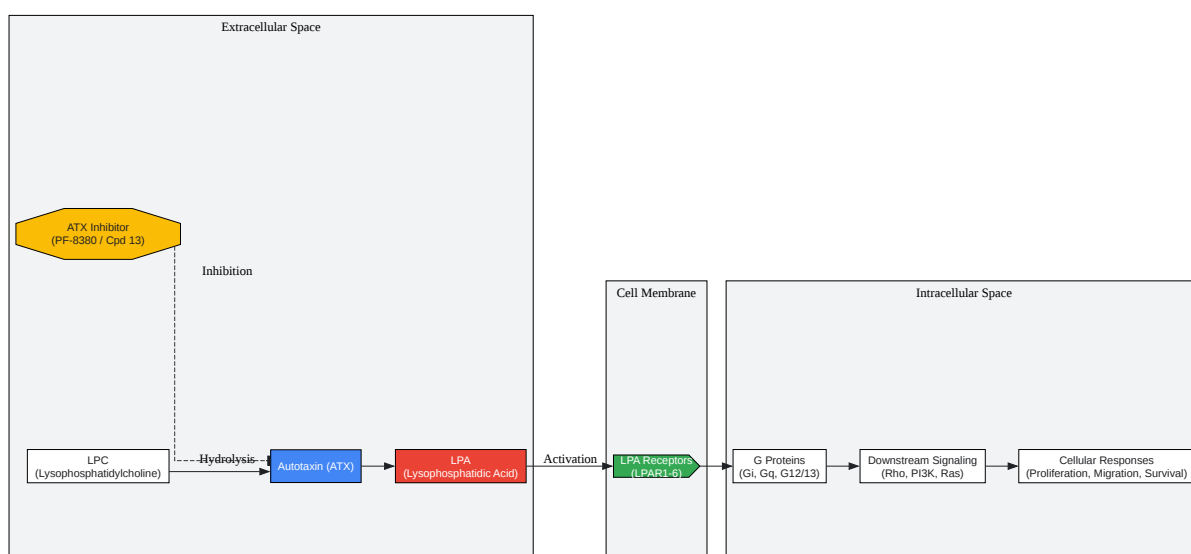 Extracellular Space
ATX Inhibitor
(PF-8380 / Cpd 13)
Inhibition
Cell Membrane
Intracellular Space
LPC
(Lysophosphatidylcholine)
Hydrolysis
Autotaxin (ATX)
LPA
(Lysophosphatidic Acid)
Activation
LPA Receptors
(LPAR1-6)
G Proteins
(Gi, Gq, G12/13)
Downstream Signaling
(Rho, PI3K, Ras)
Cellular Responses
(Proliferation, Migration, Survival)